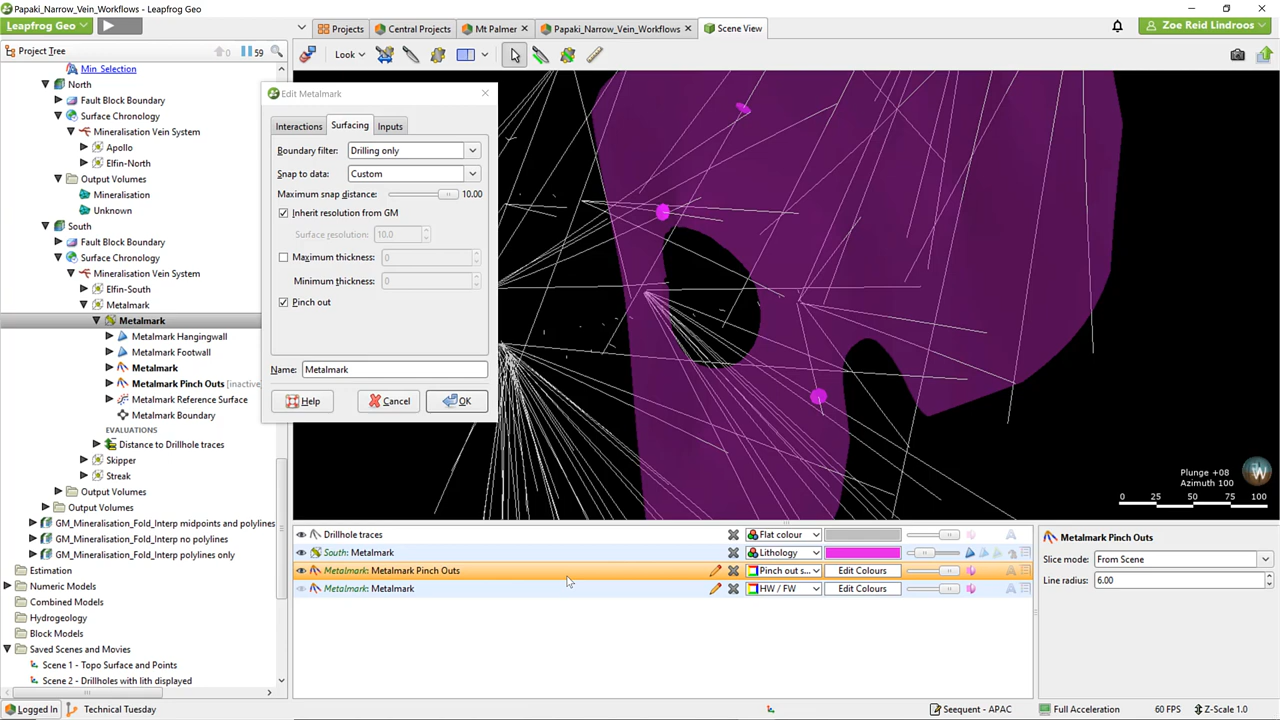 Papaki_Narrow_Vein_Workflows - Leapfrog Geo
Leapfrog Geo
Projects
Central Projects
Mt Palmer
Papaki_Narrow_Vein_Workflows
Scene View
Zoe Reid Lindroos
Project Tree
0
59
Look
Min_Selection
North
Fault Block Boundary
Surface Chronology
Mineralisation Vein System
Apollo
Elfin-North
Output Volumes
Mineralisation
Unknown
South
Fault Block Boundary
Surface Chronology
Mineralisation Vein System
Elfin-South
Metalmark
Metalmark
Metalmark Hangingwall
Metalmark Footwall
Metalmark
Metalmark Pinch Outs [inactive
Metalmark Reference Surface
Metalmark Boundary
EVALUATIONS
Distance to Drillhole traces
Skipper
Streak
Output Volumes
Output Volumes
GM_Mineralisation_Fold_Interp midpoints and polylines
GM_Mineralisation_Fold_Interp no polylines
GM_Mineralisation_Fold_Interp polylines only
Estimation
Numeric Models
Combined Models
Hydrogeology
Block Models
Saved Scenes and Movies
Scene 1 - Topo Surface and Points
Scene 2 - Drillholes with lith displayed
Edit Metalmark
Interactions
Surfacing
Inputs
Boundary filter: Drilling only
Snap to data: Custom
Maximum snap distance: 10.00
Inherit resolution from GM
Surface resolution: 10.0
Maximum thickness: 0
Minimum thickness: 0
Pinch out
Name: Metalmark
Help
Cancel
OK
W
Plunge +08
Azimuth 100
0 25 50 75 100
Drillhole traces
Flat colour
South: Metalmark
Lithology
Metalmark: Metalmark Pinch Outs
Pinch out s...
Edit Colours
Metalmark: Metalmark
HW / FW
Edit Colours
Metalmark Pinch Outs
Slice mode: From Scene
Line radius: 6.00
Logged In
Technical Tuesday
Seequent - APAC
Full Acceleration
60 FPS
Z-Scale 1.0